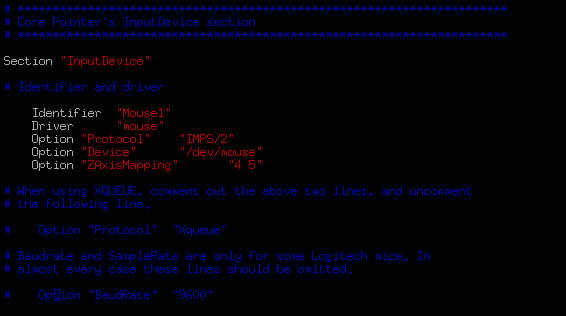 # **********************************************************************
# Core Pointer's InputDevice section
# **********************************************************************
Section "InputDevice"
# Identifier and driver
Identifier "Mouse1"
Driver "mouse"
Option "Protocol" "IMPS/2"
Option "Device" "/dev/mouse"
Option "ZAxisMapping" "4 5"
# When using XQUEUE, comment out the above two lines, and uncomment
# the following line.
# Option "Protocol" "Xqueue"
# Baudrate and SampleRate are only for some Logitech mice. In
# almost every case these lines should be omitted.
# Option "BaudRate" "9600"